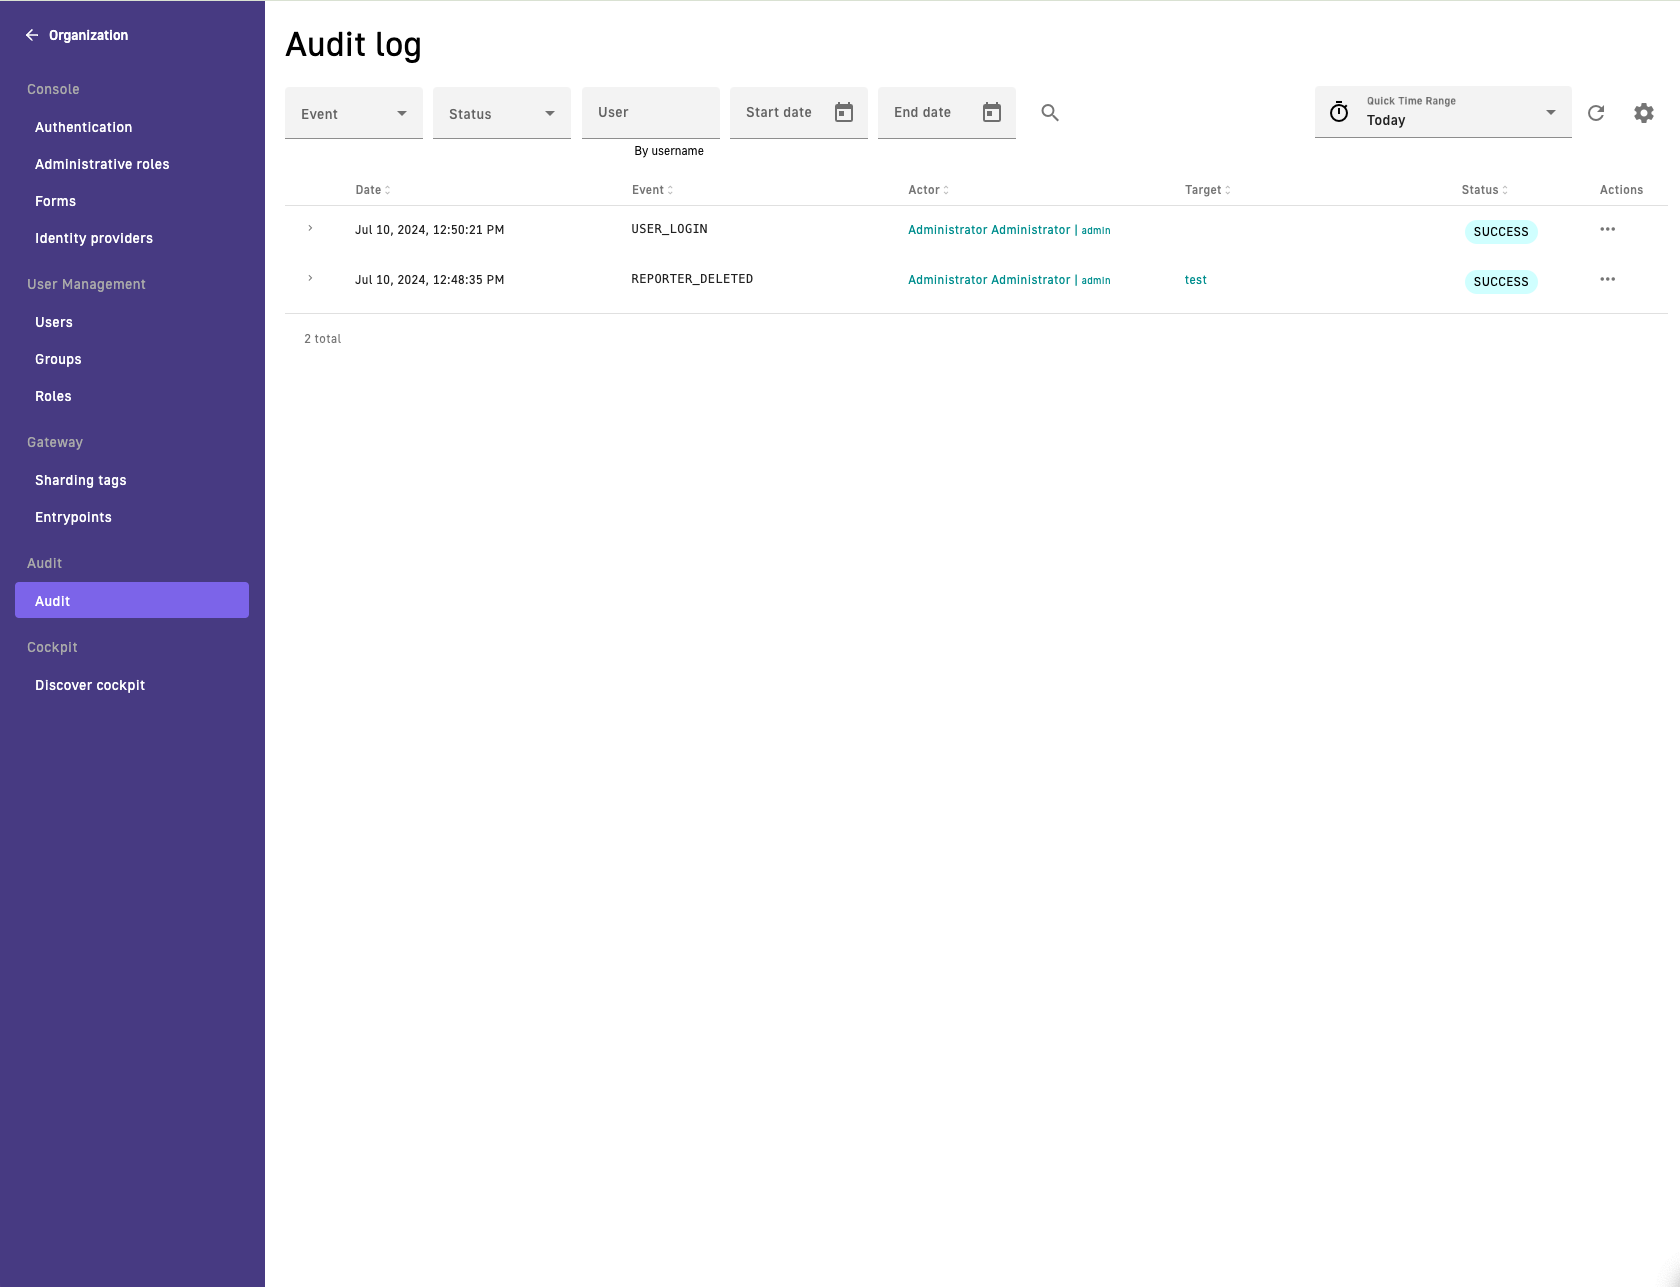 Organization
Console
Authentication
Administrative roles
Forms
Identity providers
User Management
Users
Groups
Roles
Gateway
Sharding tags
Entrypoints
Audit
Audit
Cockpit
Discover cockpit
Audit log
Event Status User Start date End date
By username
Quick Time Range
Today
Date Event Actor Target Status Actions
Jul 10, 2024, 12:50:21 PM USER_LOGIN Administrator Administrator | admin SUCCESS
Jul 10, 2024, 12:48:35 PM REPORTER_DELETED Administrator Administrator | admin test SUCCESS
2 total